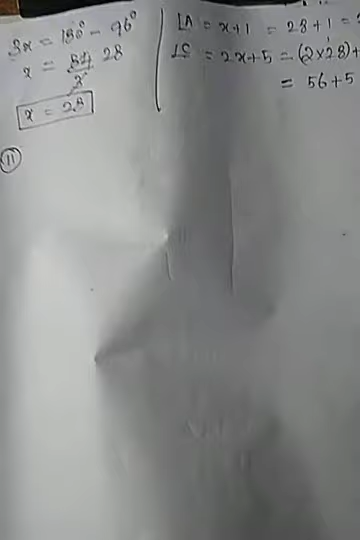 3x = 180° - 96°
x = 84 28
3
x = 28
∠A = x+1 = 28+1 =
∠C = 2x+5 = (2×28)+
= 56+5
11